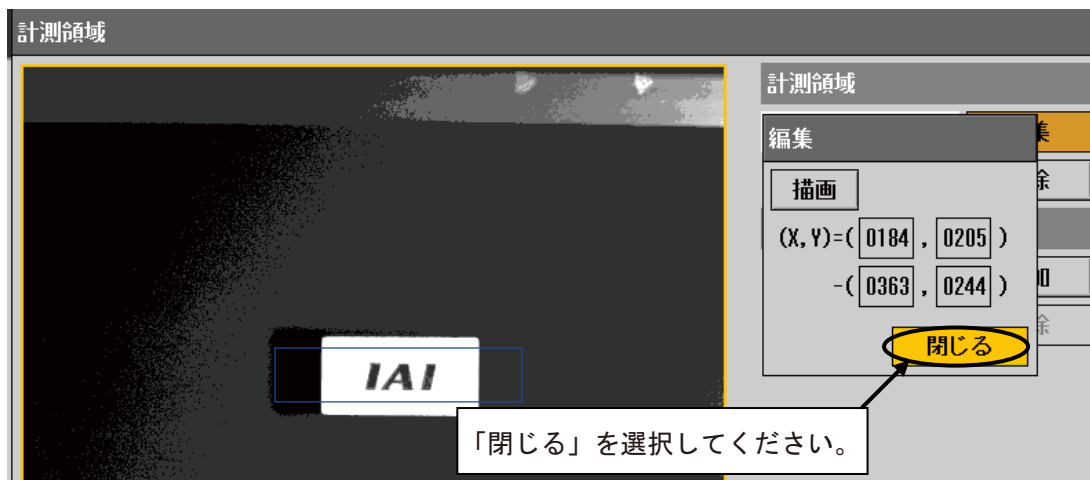 計測領域
計測領域
編集
集
描画
除
(X,Y)=( 0184 , 0205 )
-( 0363 , 0244 )
加
除
閉じる
IAI
「閉じる」を選択してください。